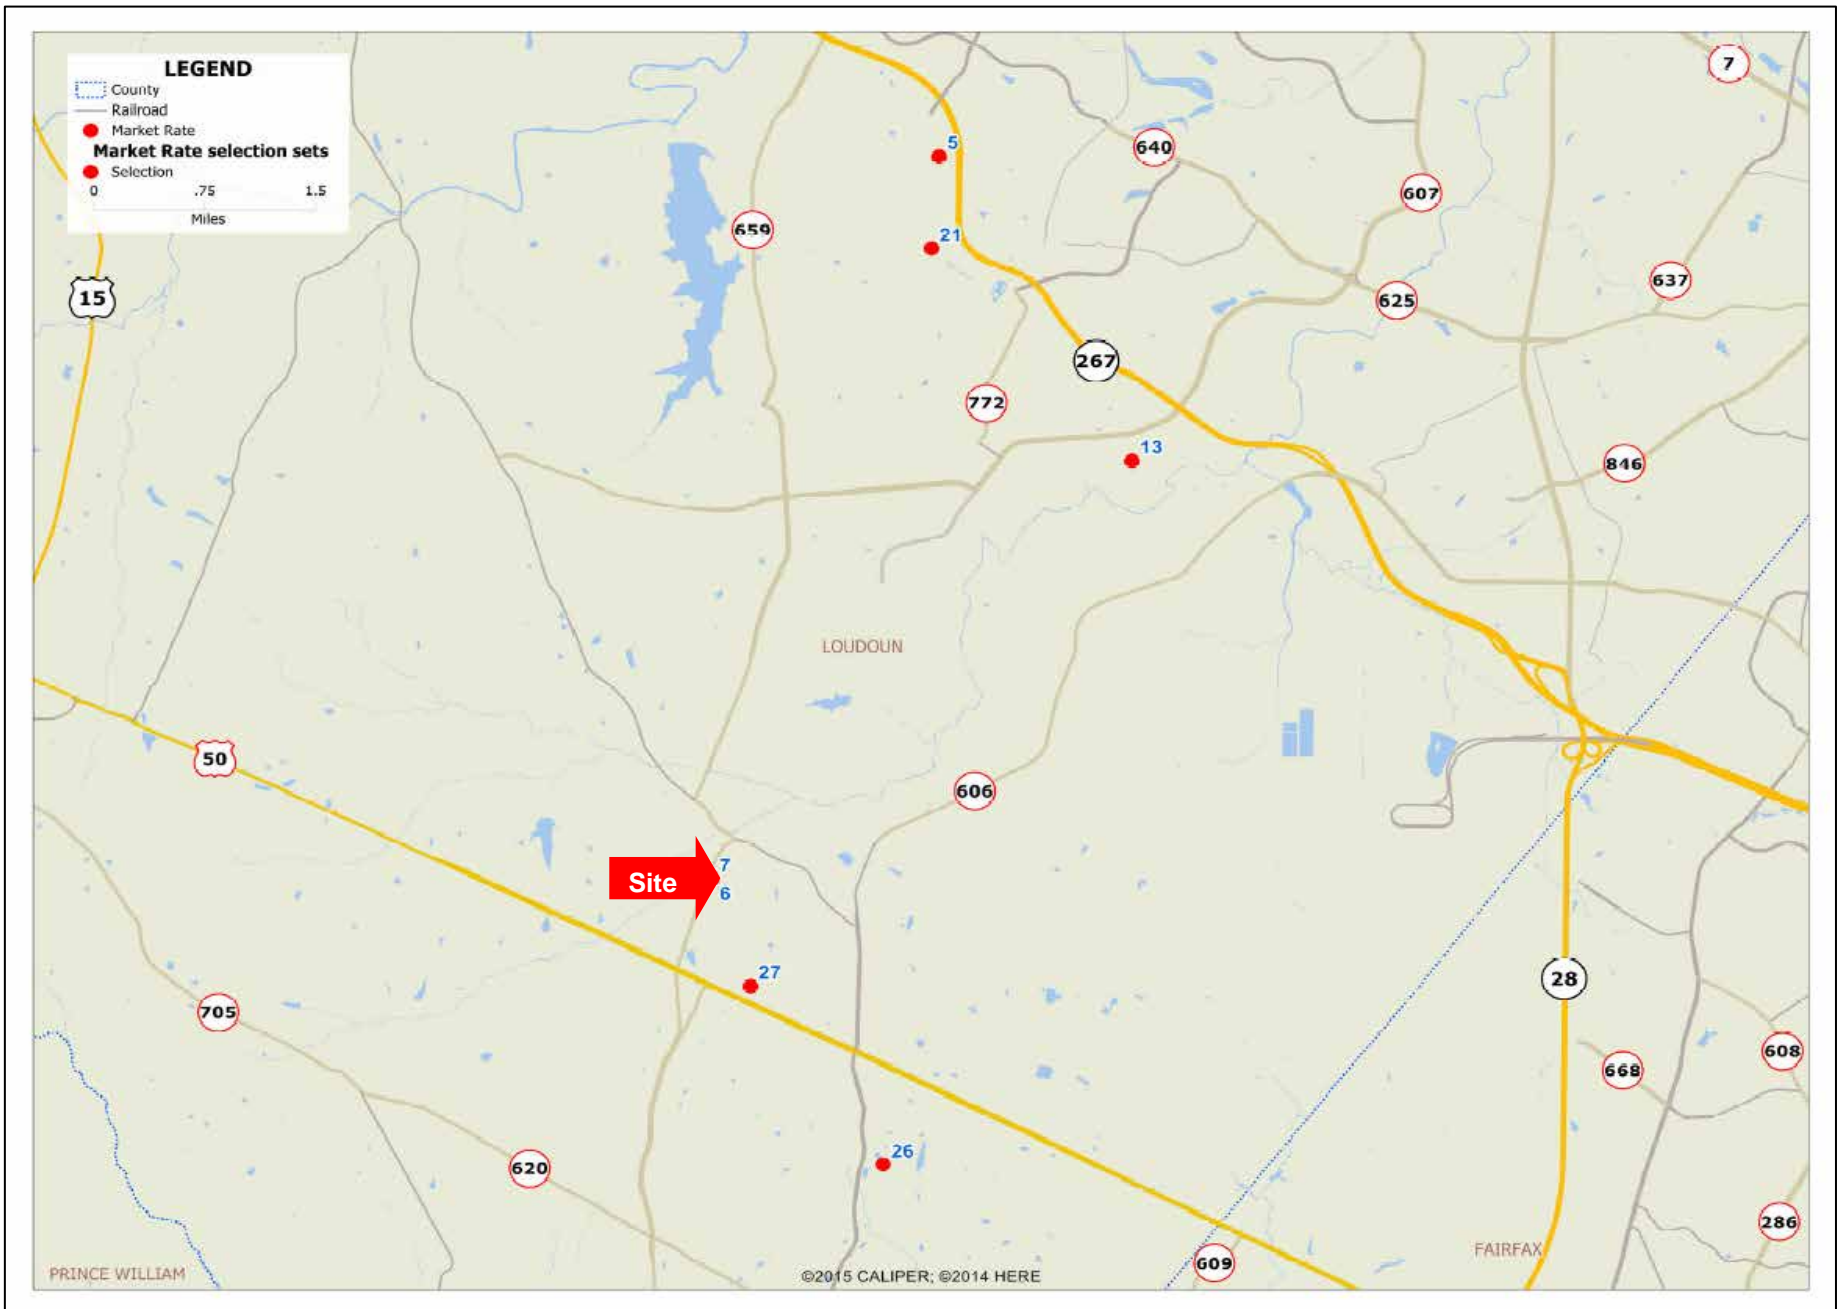 LEGEND
County
Railroad
Market Rate
Market Rate selection sets
Selection
0 .75 1.5
Miles
7
5
640
607
659
21
15
637
625
267
772
13
846
LOUDOUN
50
606
7
Site
6
27
28
705
608
668
26
620
286
FAIRFAX
609
PRINCE WILLIAM
©2015 CALIPER; ©2014 HERE